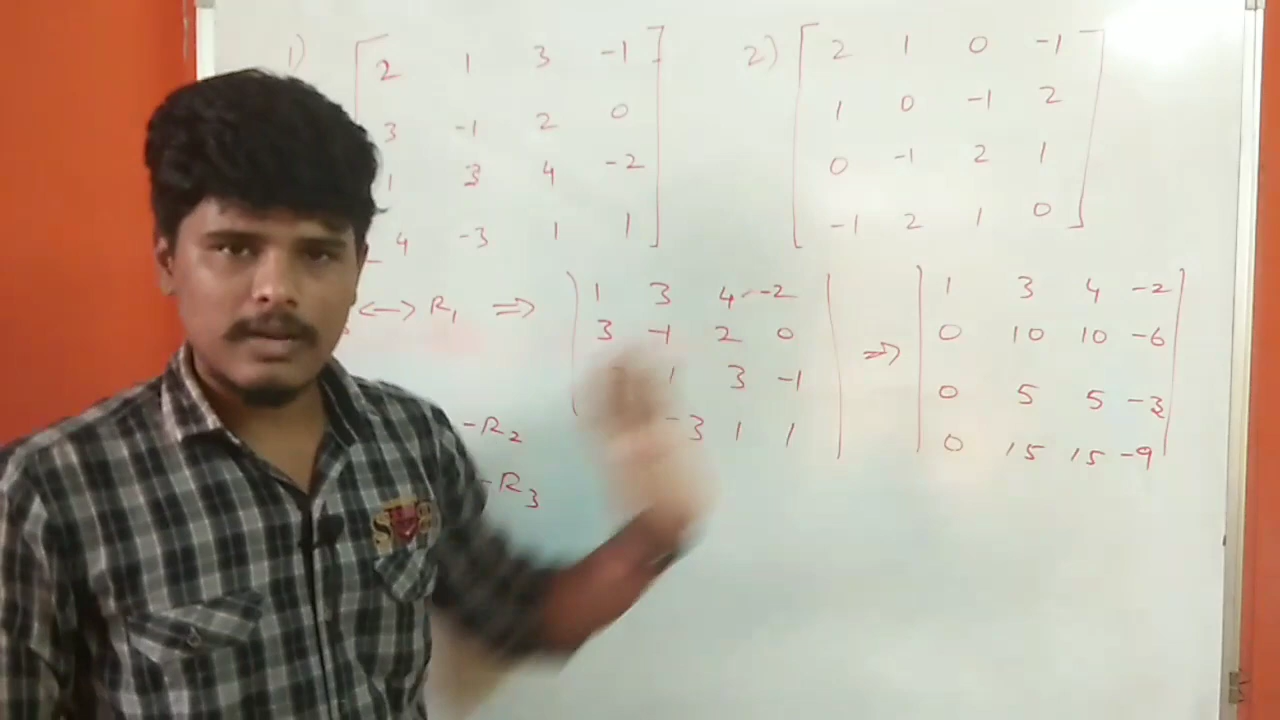 1) 2 1 3 -1
3 -1 2 0
1 3 4 -2
4 -3 1 1
2) 2 1 0 -1
1 0 -1 2
0 -1 2 1
-1 2 1 0
↔ R₁ ⇒
1 3 4 -2
3 -1 2 0
1 3 -1
-3 1 1
⇒
1 3 4 -2
0 10 10 -6
0 5 5 -3
0 15 15 -9
-R₂
-R₃